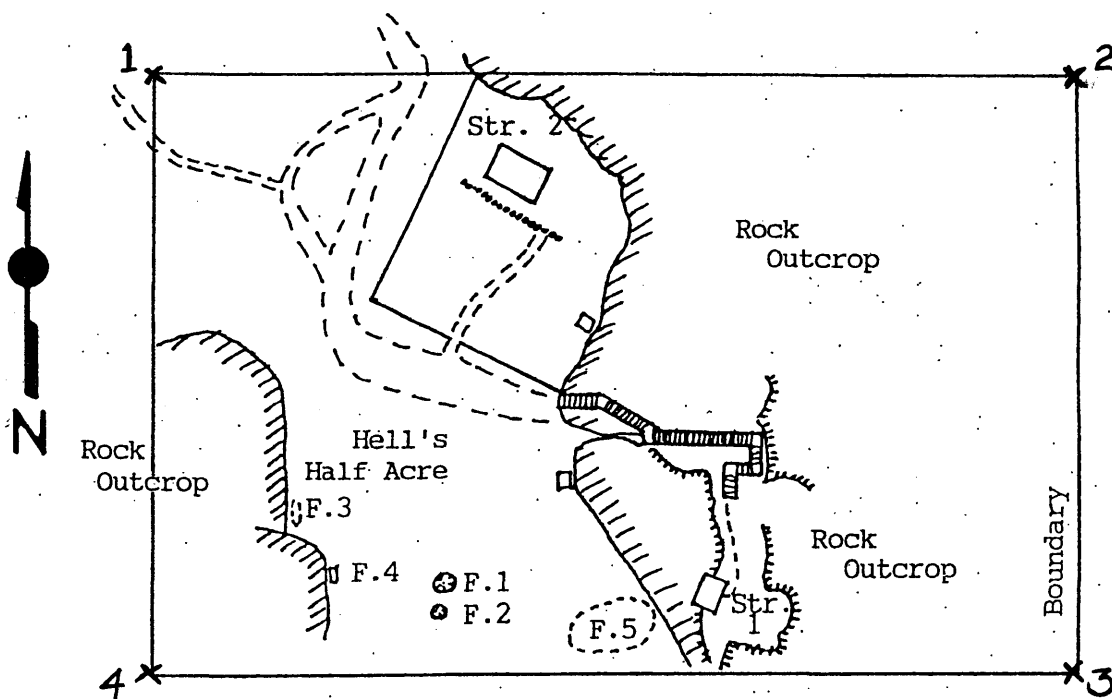 1
2
Str. 2
Rock
Outcrop
N
Hell's
Half Acre
Rock
Outcrop
F.3
F.4
F.1
F.2
F.5
Str.
1
Rock
Outcrop
Boundary
4
3